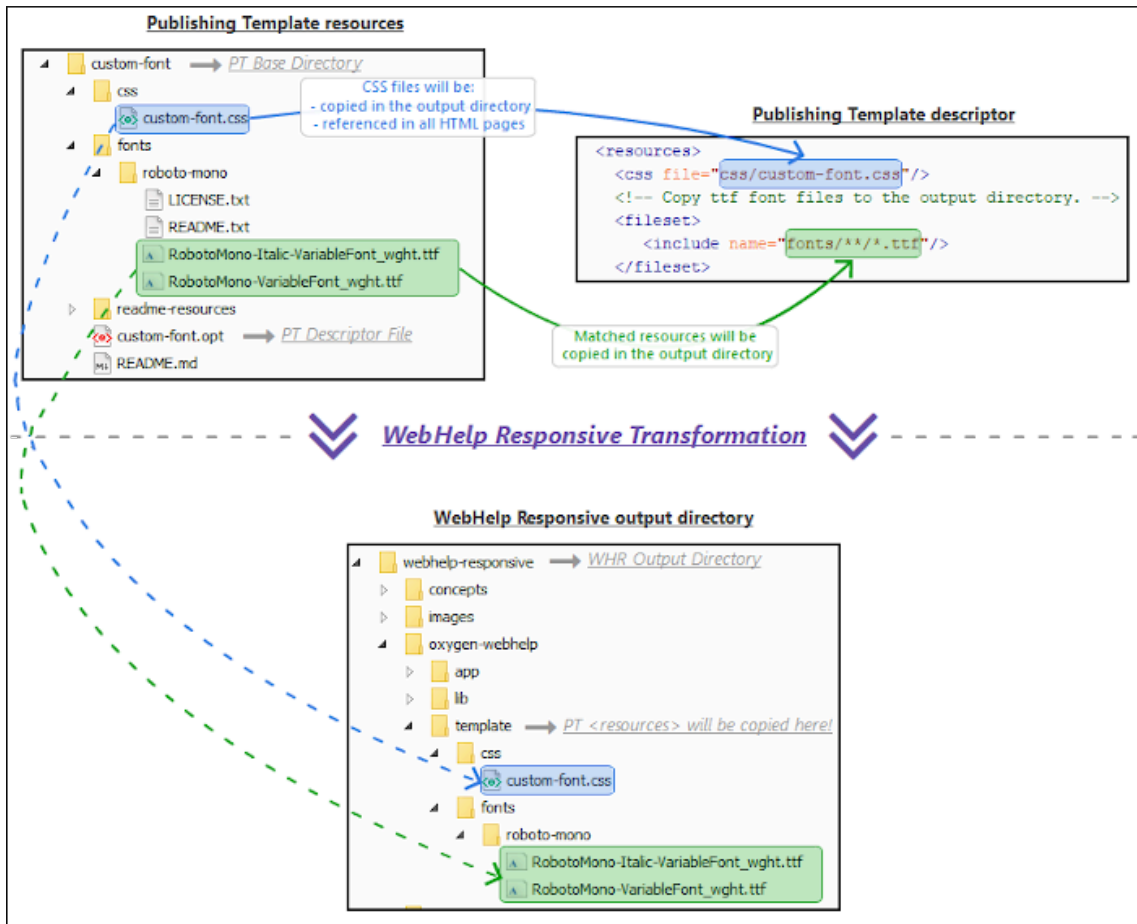 Publishing Template resources
custom-font PT Base Directory
css
custom-font.css
fonts
roboto-mono
LICENSE.txt
README.txt
RobotoMono-Italic-VariableFont_wght.ttf
RobotoMono-VariableFont_wght.ttf
readme-resources
custom-font.opt PT Descriptor File
README.md
CSS files will be:
- copied in the output directory
- referenced in all HTML pages
Publishing Template descriptor
<resources>
<css file="css/custom-font.css"/>
<!-- Copy ttf font files to the output directory. -->
<fileset>
<include name="fonts/**/*.ttf"/>
</fileset>
Matched resources will be
copied in the output directory
WebHelp Responsive Transformation
WebHelp Responsive output directory
webhelp-responsive WHR Output Directory
concepts
images
oxygen-webhelp
app
lib
template PT <resources> will be copied here!
css
custom-font.css
fonts
roboto-mono
RobotoMono-Italic-VariableFont_wght.ttf
RobotoMono-VariableFont_wght.ttf